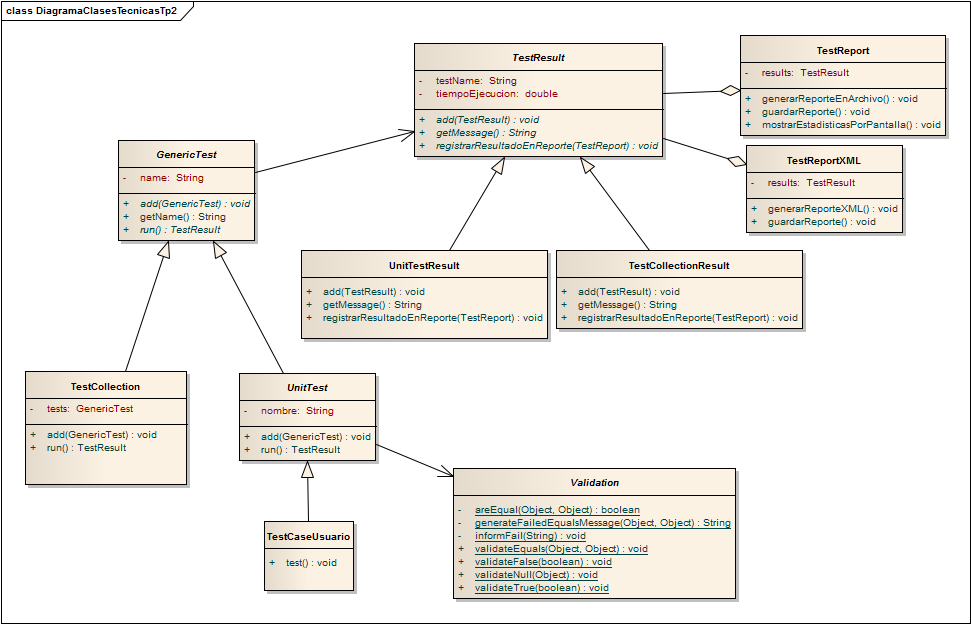 class DiagramaClasesTecnicasTp2
TestResult
- testName: String
- tiempoEjecucion: double
+ add(TestResult) : void
+ getMessage() : String
+ registrarResultadoEnReporte(TestReport) : void
TestReport
- results: TestResult
+ generarReporteEnArchivo() : void
+ guardarReporte() : void
+ mostrarEstadisticasPorPantalla() : void
GenericTest
- name: String
+ add(GenericTest) : void
+ getName() : String
+ run() : TestResult
TestReportXML
- results: TestResult
+ generarReporteXML() : void
+ guardarReporte() : void
UnitTestResult
+ add(TestResult) : void
+ getMessage() : String
+ registrarResultadoEnReporte(TestReport) : void
TestCollectionResult
+ add(TestResult) : void
+ getMessage() : String
+ registrarResultadoEnReporte(TestReport) : void
TestCollection
- tests: GenericTest
+ add(GenericTest) : void
+ run() : TestResult
UnitTest
- nombre: String
+ add(GenericTest) : void
+ run() : TestResult
Validation
- areEqual(Object, Object) : boolean
- generateFailedEqualsMessage(Object, Object) : String
- informFail(String) : void
+ validateEquals(Object, Object) : void
+ validateFalse(boolean) : void
+ validateNull(Object) : void
+ validateTrue(boolean) : void
TestCaseUsuario
+ test() : void